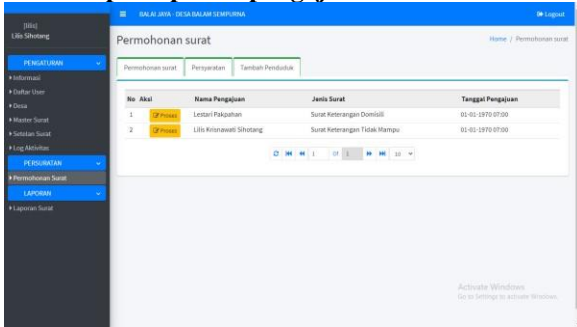 [lilis]
Lilis Sihotang
PENGATURAN
Informasi
Daftar User
Desa
Master Surat
Setelan Surat
Log Aktivitas
PERSURATAN
Permohonan Surat
LAPORAN
Laporan Surat
BALAI JAYA - DESA BALAM SEMPURNA
Logout
Permohonan surat
Home / Permohonan surat
Permohonan surat Persyaratan Tambah Penduduk
No Aksi Nama Pengajuan Jenis Surat Tanggal Pengajuan
1 Proses Lestari Pakpahan Surat Keterangan Domisili 01-01-1970 07:00
2 Proses Lilis Krisnawati Sihotang Surat Keterangan Tidak Mampu 01-01-1970 07:00
1 of 1 10
Activate Windows
Go to Settings to activate Windows.